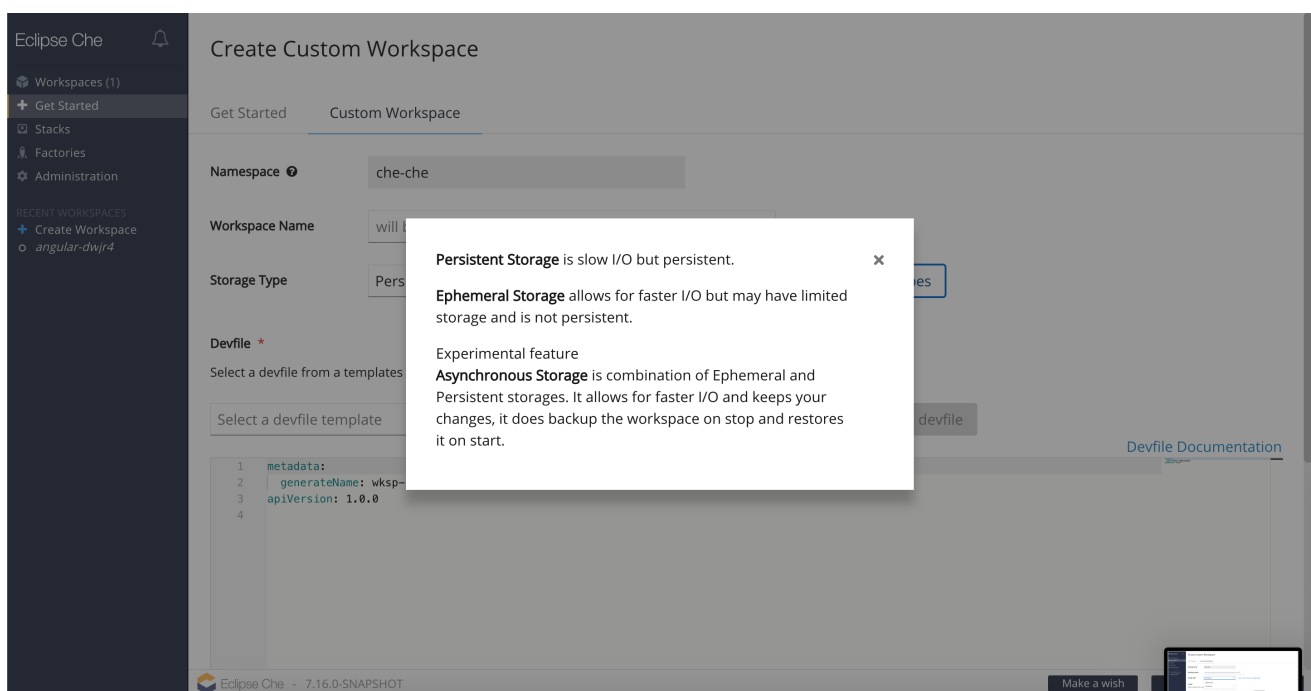 Eclipse Che
Workspaces (1)
Get Started
Stacks
Factories
Administration
RECENT WORKSPACES
Create Workspace
angular-dwjr4
Create Custom Workspace
Get Started
Custom Workspace
Namespace
che-che
Workspace Name
will
Storage Type
Pers
pes
Persistent Storage is slow I/O but persistent.
Ephemeral Storage allows for faster I/O but may have limited
storage and is not persistent.
Experimental feature
Asynchronous Storage is combination of Ephemeral and
Persistent storages. It allows for faster I/O and keeps your
changes, it does backup the workspace on stop and restores
it on start.
Devfile *
Select a devfile from a templates
Select a devfile template
devfile
Devfile Documentation
1 metadata:
2 generateName: wksp-
3 apiVersion: 1.0.0
4
Eclipse Che - 7.16.0-SNAPSHOT
Make a wish